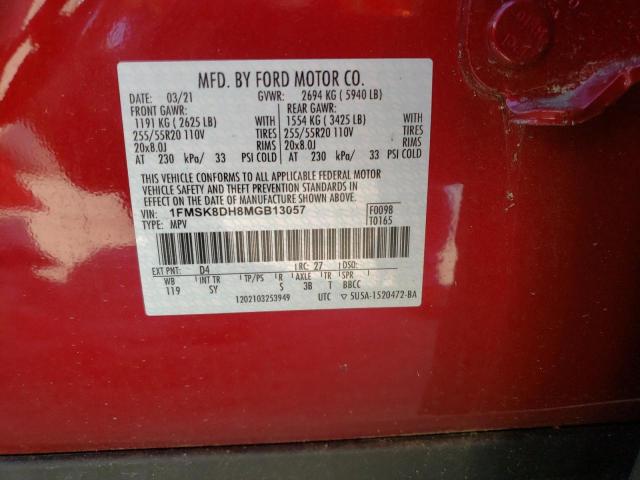 MFD. BY FORD MOTOR CO.
DATE: 03/21 GVWR: 2694 KG ( 5940 LB)
FRONT GAWR: REAR GAWR:
1191 KG ( 2625 LB) WITH 1554 KG ( 3425 LB) WITH
255/55R20 110V TIRES 255/55R20 110V TIRES
20x8.0J RIMS 20x8.0J RIMS
AT 230 kPa/ 33 PSI COLD AT 230 kPa/ 33 PSI COLD
THIS VEHICLE CONFORMS TO ALL APPLICABLE FEDERAL MOTOR
VEHICLE SAFETY AND THEFT PREVENTION STANDARDS IN
EFFECT ON THE DATE OF MANUFACTURE SHOWN ABOVE.
VIN: 1FMSK8DH8MGB13057 F0098
TYPE: MPV T0165
EXT PNT: D4 RC: 27 DSO:
WB INT TR TP/PS R AXLE TR SPR
119 SY S 3B T BBCC
1202103253949 UTC ▽ 5U5A-1520472-BA